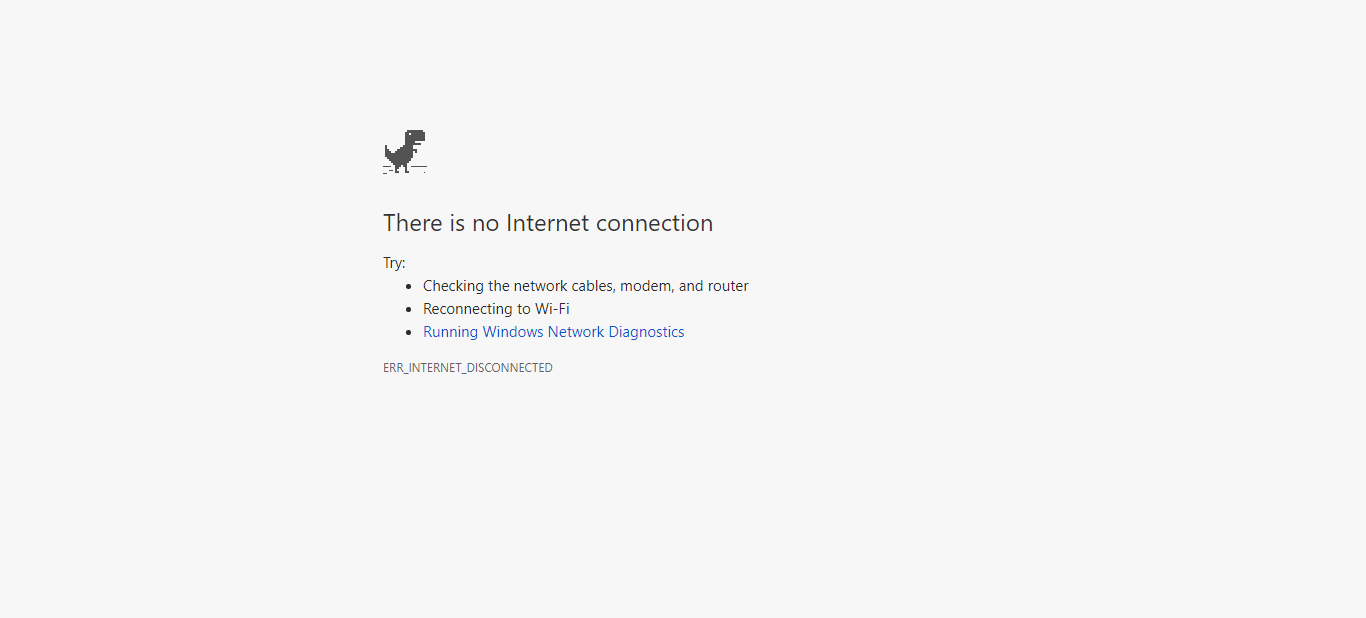 There is no Internet connection
Try:
Checking the network cables, modem, and router
Reconnecting to Wi-Fi
Running Windows Network Diagnostics
ERR_INTERNET_DISCONNECTED